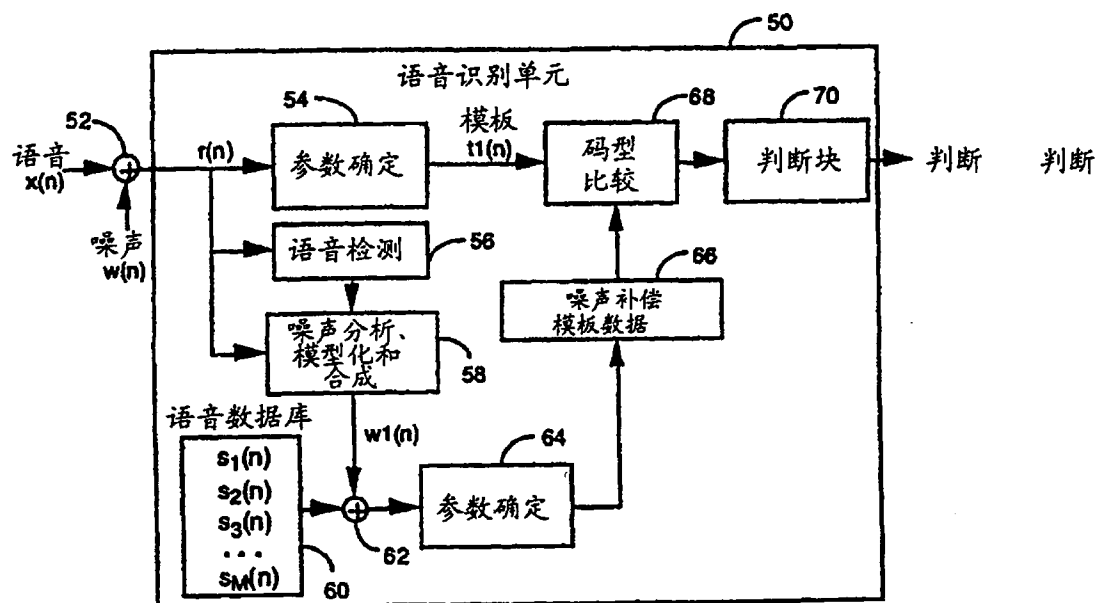 50
语音识别单元
52
54
68
70
语音
x(n)
r(n)
参数确定
模板
t1(n)
码型
比较
判断块
判断
判断
噪声
w(n)
语音检测
56
66
噪声补偿
模板数据
噪声分析、
模型化和
合成
58
语音数据库
w1(n)
64
s1(n)
s2(n)
s3(n)
...
sM(n)
参数确定
62
60